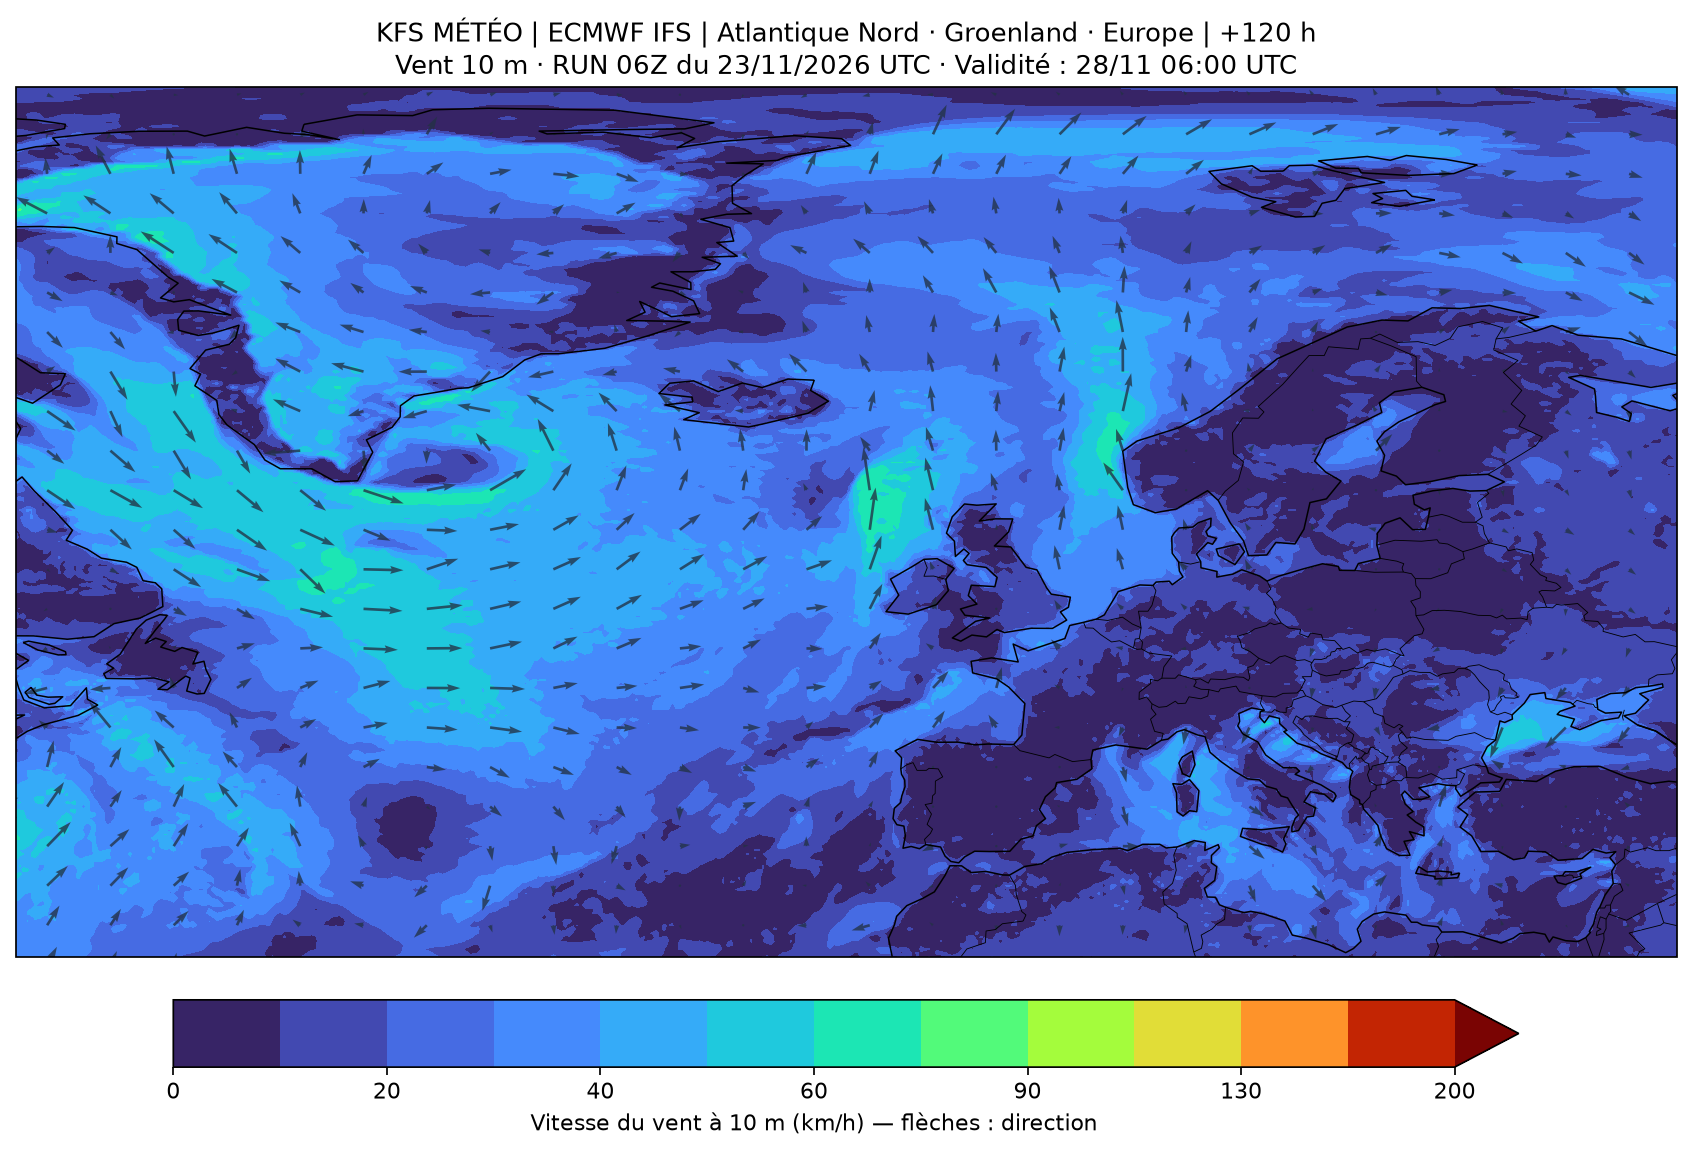 KFS MÉTÉO | ECMWF IFS | Atlantique Nord · Groenland · Europe | +120 h
Vent 10 m · RUN 06Z du 23/11/2026 UTC · Validité : 28/11 06:00 UTC
0 20 40 60 90 130 200
Vitesse du vent à 10 m (km/h) — flèches : direction